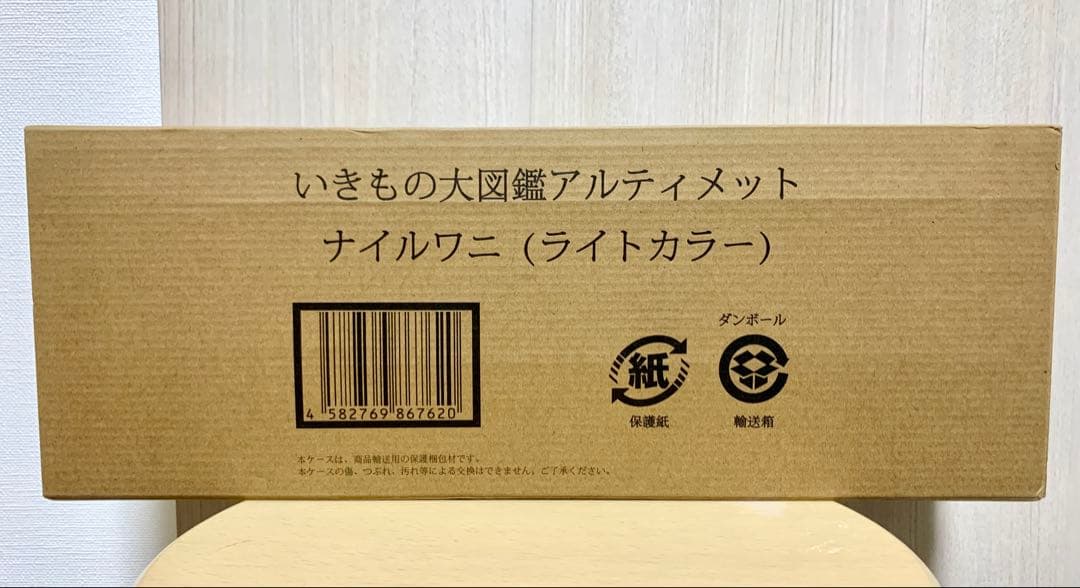 いきもの大図鑑アルティメット
ナイルワニ（ライトカラー）
4 582769 867620
紙
保護紙
ダンボール
輸送箱
本ケースは、商品輸送用の保護梱包材です。
本ケースの傷、つぶれ、汚れ等による交換はできません。ご了承ください。